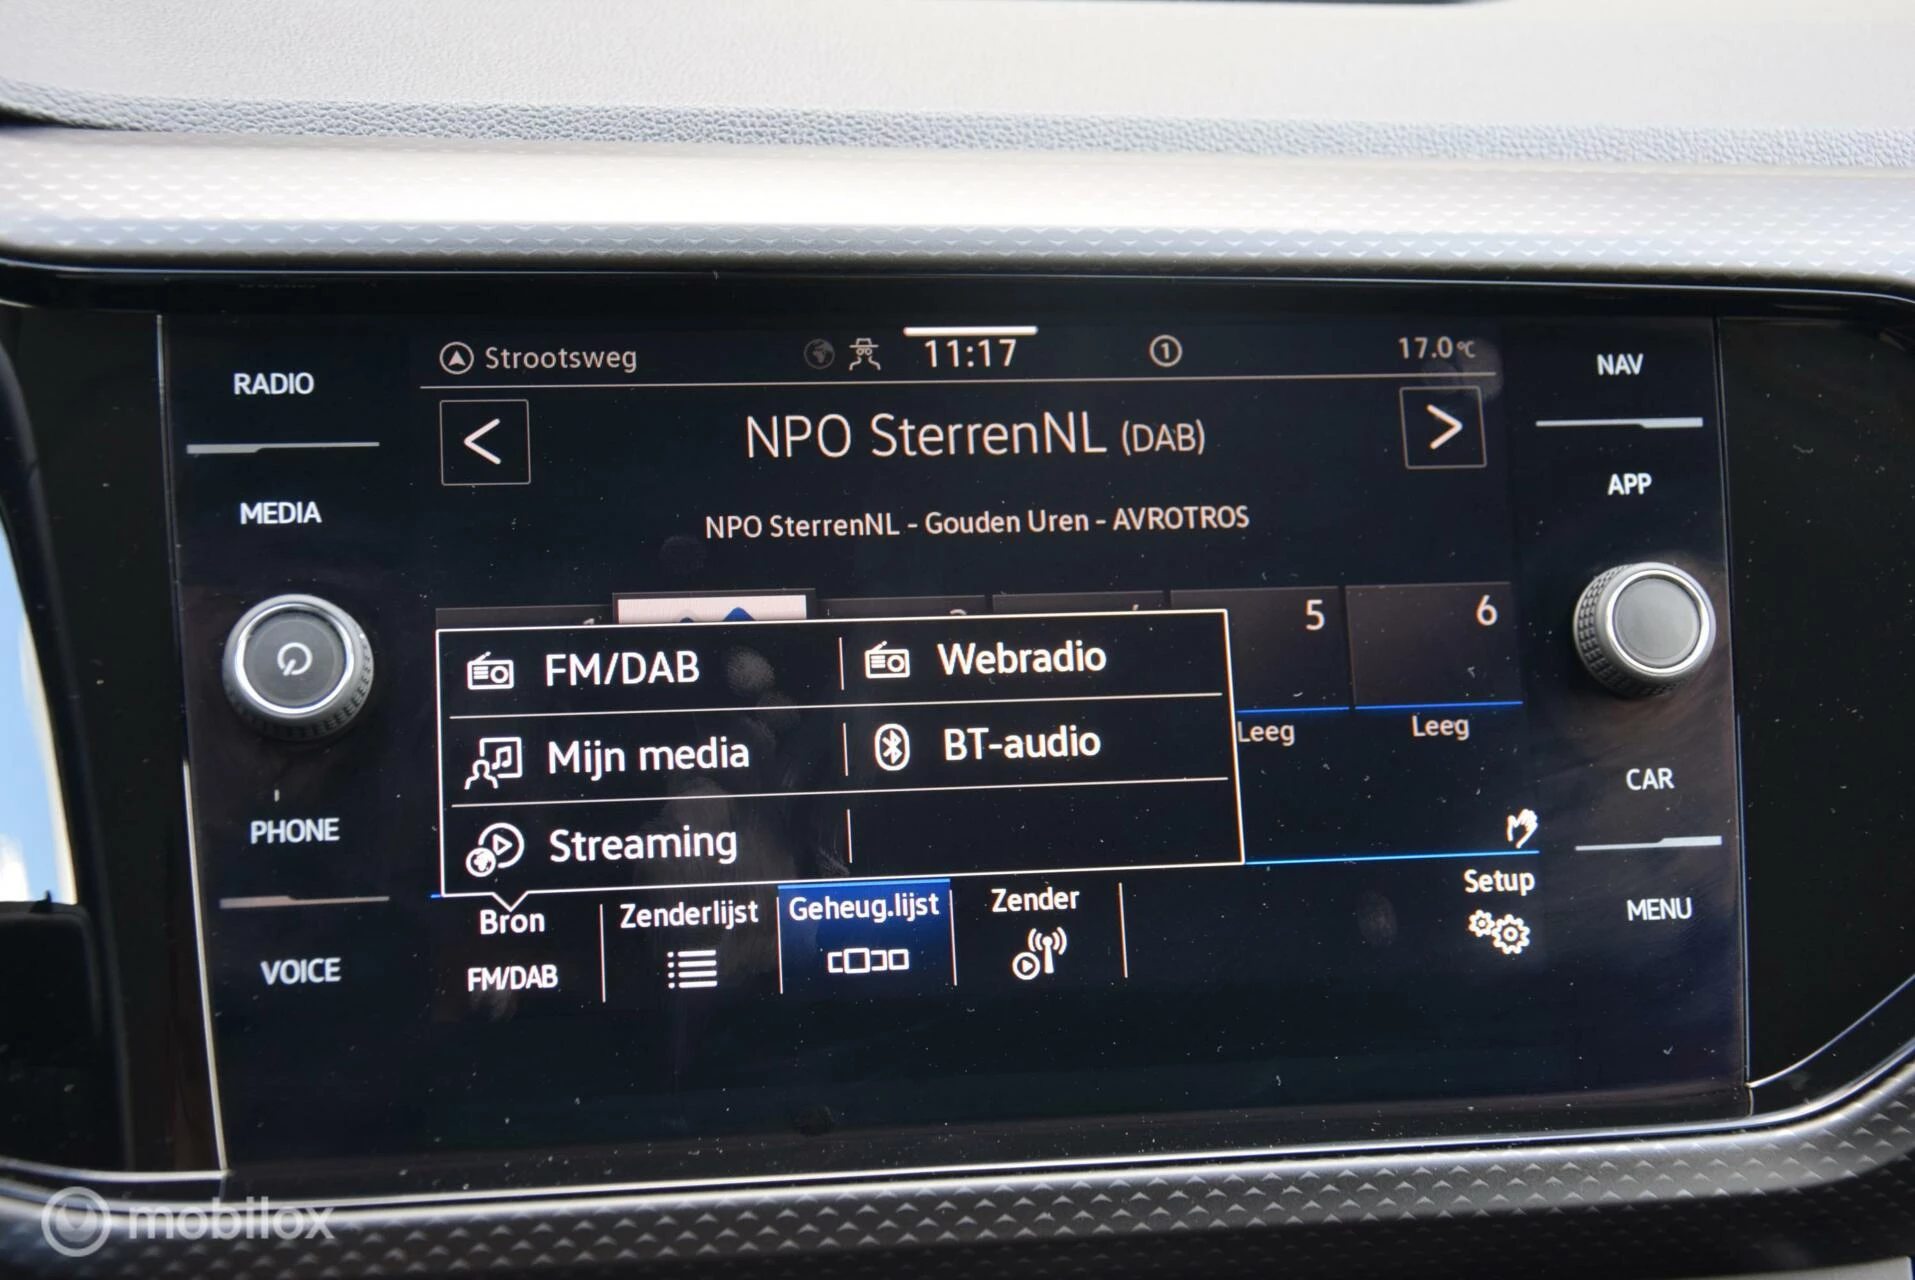 Strootsweg
11:17
1
17.0°C
RADIO
MEDIA
PHONE
VOICE
NAV
APP
CAR
MENU
<
NPO SterrenNL (DAB)
>
NPO SterrenNL - Gouden Uren - AVROTROS
5
6
Leeg
Leeg
FM/DAB
Webradio
Mijn media
BT-audio
Streaming
Bron
FM/DAB
Zenderlijst
Geheug.lijst
Zender
Setup
mobilox